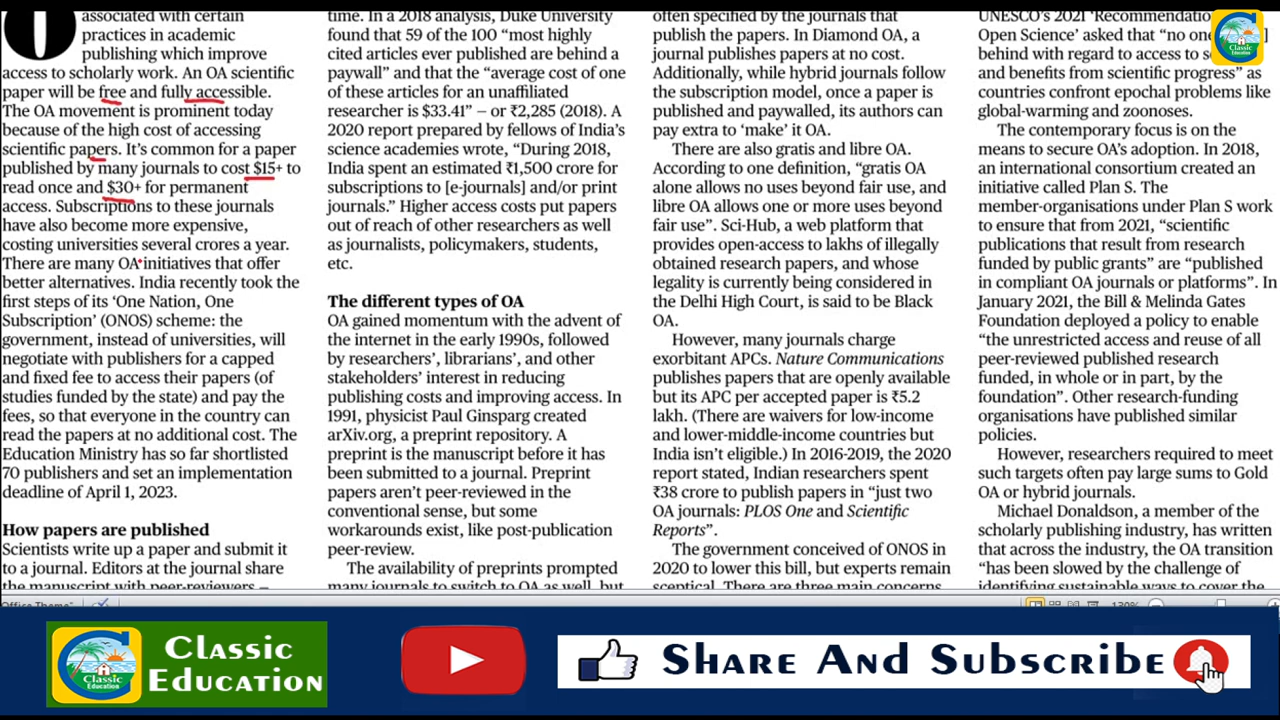 O
associated with certain
practices in academic
publishing which improve
access to scholarly work. An OA scientific
paper will be free and fully accessible.
The OA movement is prominent today
because of the high cost of accessing
scientific papers. It's common for a paper
published by many journals to cost $15+ to
read once and $30+ for permanent
access. Subscriptions to these journals
have also become more expensive,
costing universities several crores a year.
There are many OA initiatives that offer
better alternatives. India recently took the
first steps of its 'One Nation, One
Subscription' (ONOS) scheme: the
government, instead of universities, will
negotiate with publishers for a capped
and fixed fee to access their papers (of
studies funded by the state) and pay the
fees, so that everyone in the country can
read the papers at no additional cost. The
Education Ministry has so far shortlisted
70 publishers and set an implementation
deadline of April 1, 2023.
How papers are published
Scientists write up a paper and submit it
to a journal. Editors at the journal share
the manuscript with peer-reviewers —
time. In a 2018 analysis, Duke University
found that 59 of the 100 "most highly
cited articles ever published are behind a
paywall" and that the "average cost of one
of these articles for an unaffiliated
researcher is $33.41" — or ₹2,285 (2018). A
2020 report prepared by fellows of India's
science academies wrote, "During 2018,
India spent an estimated ₹1,500 crore for
subscriptions to [e-journals] and/or print
journals." Higher access costs put papers
out of reach of other researchers as well
as journalists, policymakers, students,
etc.
The different types of OA
OA gained momentum with the advent of
the internet in the early 1990s, followed
by researchers', librarians', and other
stakeholders' interest in reducing
publishing costs and improving access. In
1991, physicist Paul Ginsparg created
arXiv.org, a preprint repository. A
preprint is the manuscript before it has
been submitted to a journal. Preprint
papers aren't peer-reviewed in the
conventional sense, but some
workarounds exist, like post-publication
peer-review.
The availability of preprints prompted
many journals to switch to OA as well, but
often specified by the journals that
publish the papers. In Diamond OA, a
journal publishes papers at no cost.
Additionally, while hybrid journals follow
the subscription model, once a paper is
published and paywalled, its authors can
pay extra to 'make' it OA.
There are also gratis and libre OA.
According to one definition, "gratis OA
alone allows no uses beyond fair use, and
libre OA allows one or more uses beyond
fair use". Sci-Hub, a web platform that
provides open-access to lakhs of illegally
obtained research papers, and whose
legality is currently being considered in
the Delhi High Court, is said to be Black
OA.
However, many journals charge
exorbitant APCs. Nature Communications
publishes papers that are openly available
but its APC per accepted paper is ₹5.2
lakh. (There are waivers for low-income
and lower-middle-income countries but
India isn't eligible.) In 2016-2019, the 2020
report stated, Indian researchers spent
₹38 crore to publish papers in "just two
OA journals: PLOS One and Scientific
Reports".
The government conceived of ONOS in
2020 to lower this bill, but experts remain
sceptical. There are three main concerns.
UNESCO's 2021 'Recommendation
Open Science' asked that "no one
behind with regard to access to
and benefits from scientific progress" as
countries confront epochal problems like
global-warming and zoonoses.
The contemporary focus is on the
means to secure OA's adoption. In 2018,
an international consortium created an
initiative called Plan S. The
member-organisations under Plan S work
to ensure that from 2021, "scientific
publications that result from research
funded by public grants" are "published
in compliant OA journals or platforms". In
January 2021, the Bill & Melinda Gates
Foundation deployed a policy to enable
"the unrestricted access and reuse of all
peer-reviewed published research
funded, in whole or in part, by the
foundation". Other research-funding
organisations have published similar
policies.
However, researchers required to meet
such targets often pay large sums to Gold
OA or hybrid journals.
Michael Donaldson, a member of the
scholarly publishing industry, has written
that across the industry, the OA transition
"has been slowed by the challenge of
identifying sustainable ways to cover the
Classic
Education
Office Theme"
130%
Classic
Education
Classic
Education
Share And Subscribe